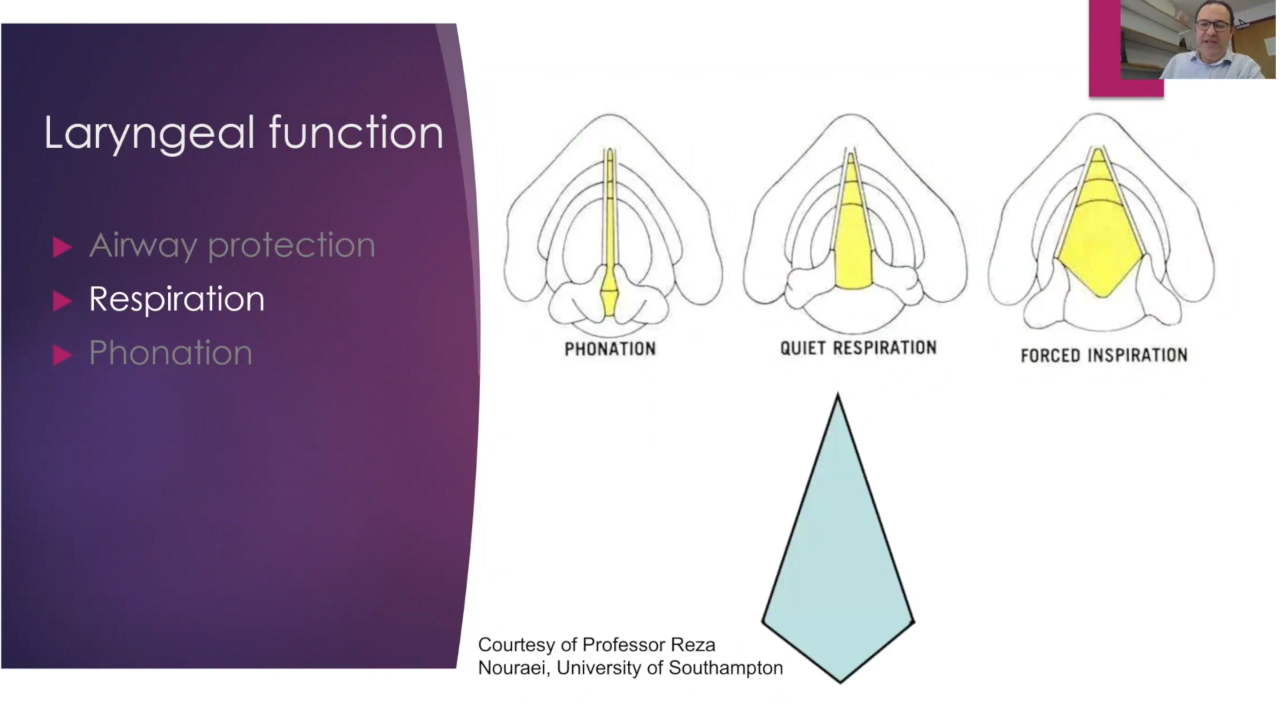 Laryngeal function
Airway protection
Respiration
Phonation
PHONATION
QUIET RESPIRATION
FORCED INSPIRATION
Courtesy of Professor Reza
Nouraei, University of Southampton